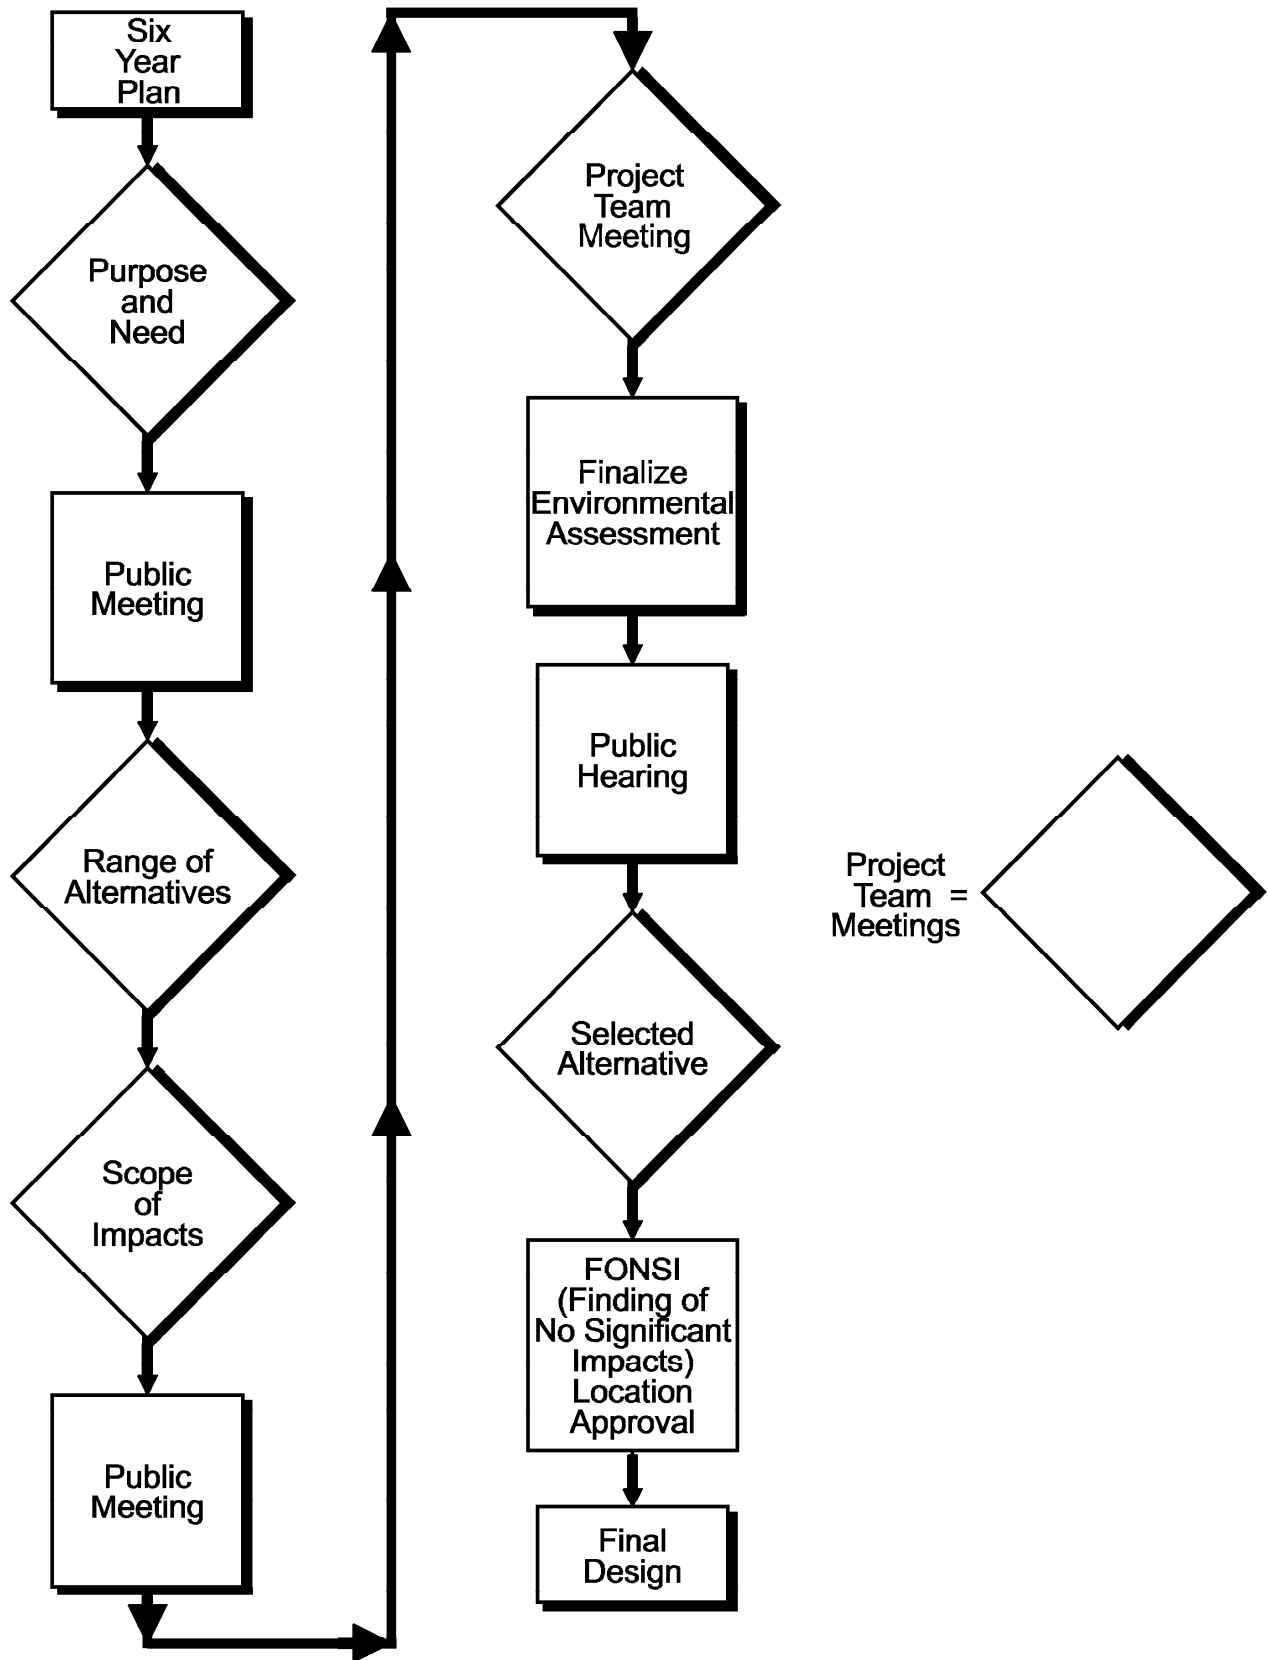 Six
Year
Plan
Purpose
and
Need
Public
Meeting
Range of
Alternatives
Scope
of
Impacts
Public
Meeting
Project
Team
Meeting
Finalize
Environmental
Assessment
Public
Hearing
Selected
Alternative
FONSI
(Finding of
No Significant
Impacts)
Location
Approval
Final
Design
Project
Team =
Meetings